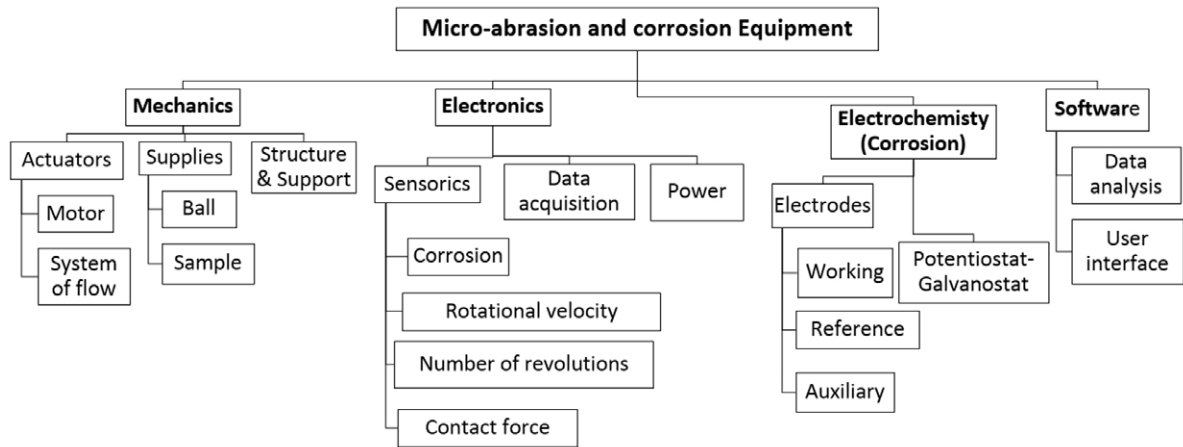 Micro-abrasion and corrosion Equipment
Mechanics
Electronics
Electrochemisty
(Corrosion)
Software
Actuators
Supplies
Structure
& Support
Motor
Ball
System
of flow
Sample
Sensorics
Data
acquisition
Power
Corrosion
Rotational velocity
Number of revolutions
Contact force
Electrodes
Working
Potentiostat-
Galvanostat
Reference
Auxiliary
Data
analysis
User
interface